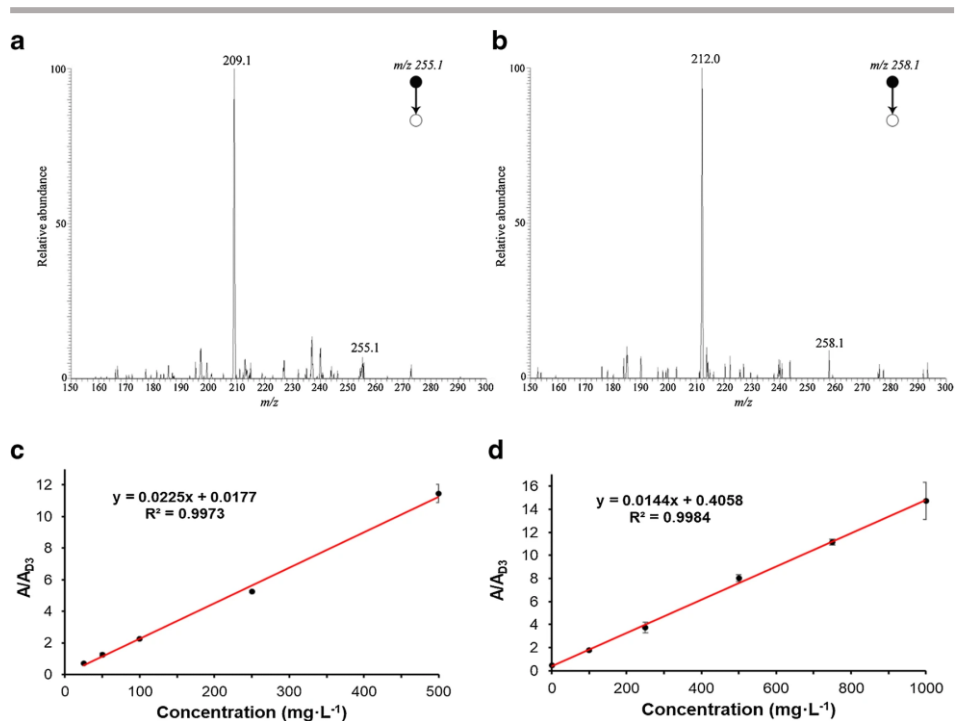 a
209.1
m/z 255.1
100
Relative abundance
50
255.1
0
150 160 170 180 190 200 210 220 230 240 250 260 270 280 290 300
m/z
b
212.0
m/z 258.1
100
Relative abundance
50
258.1
0
150 160 170 180 190 200 210 220 230 240 250 260 270 280 290 300
m/z
c
12
10
8
6
4
2
0
A/A_D3
y = 0.0225x + 0.0177
R² = 0.9973
0 100 200 300 400 500
Concentration (mg·L⁻¹)
d
16
14
12
10
8
6
4
2
0
A/A_D3
y = 0.0144x + 0.4058
R² = 0.9984
0 200 400 600 800 1000
Concentration (mg·L⁻¹)